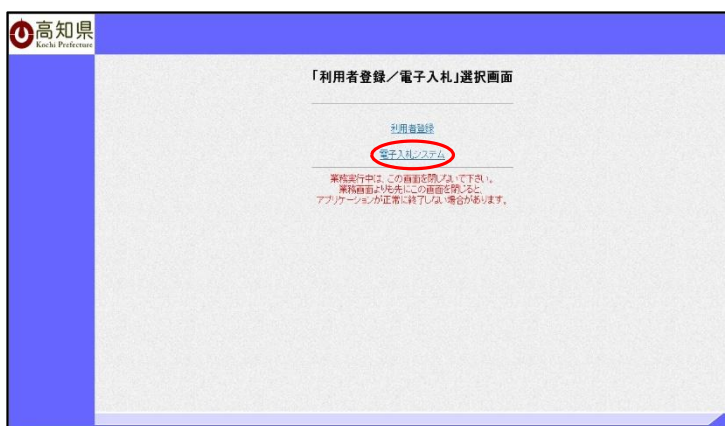 高知県
Kochi Prefecture
「利用者登録／電子入札」選択画面
利用者登録
電子入札システム
業務実行中は、この画面を閉じないで下さい。
業務画面よりも先にこの画面を閉じると、
アプリケーションが正常に終了しない場合があります。